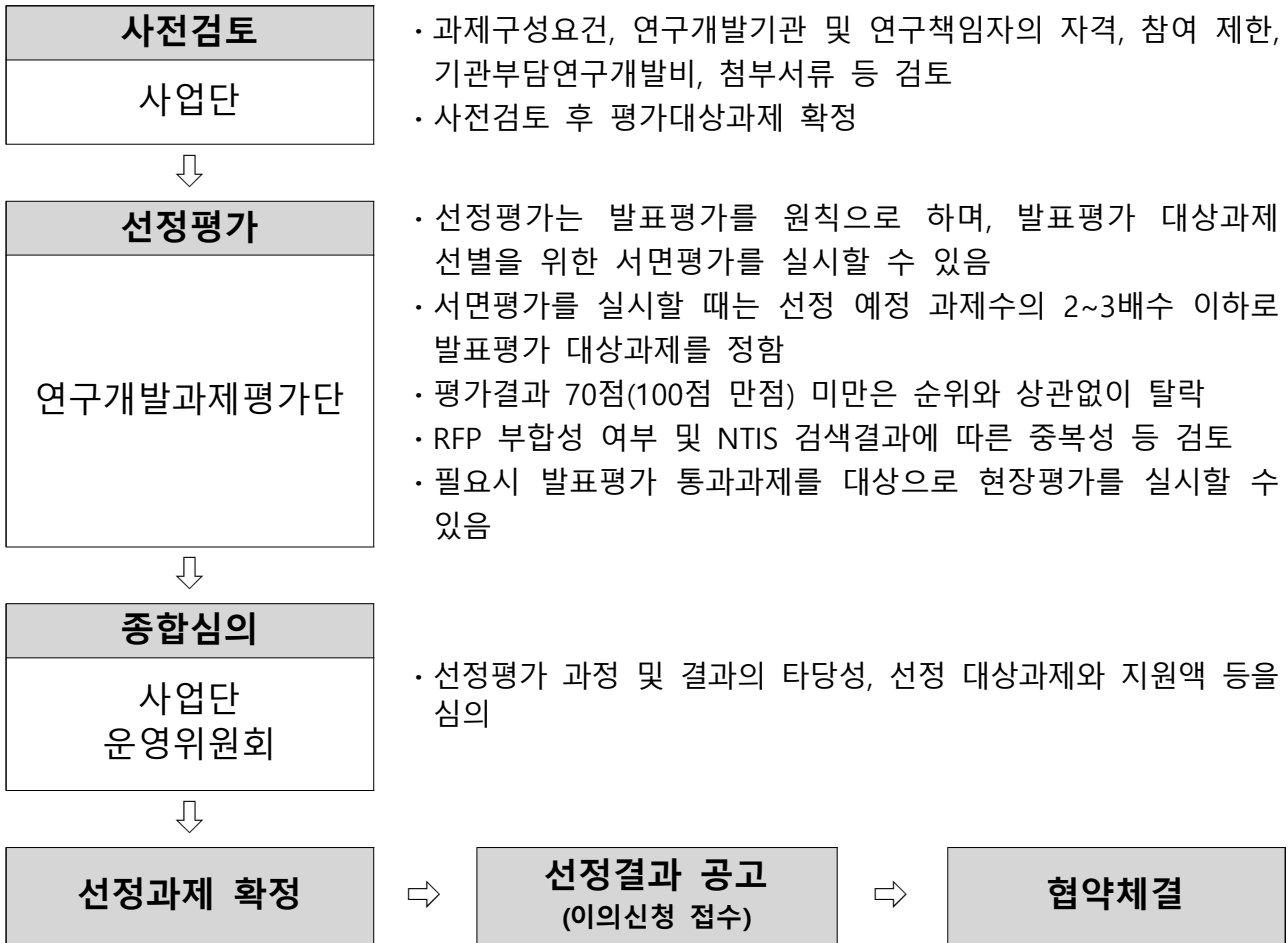 사전검토
사업단
· 과제구성요건, 연구개발기관 및 연구책임자의 자격, 참여 제한,
기관부담연구개발비, 첨부서류 등 검토
· 사전검토 후 평가대상과제 확정
⇩
선정평가
연구개발과제평가단
· 선정평가는 발표평가를 원칙으로 하며, 발표평가 대상과제
선별을 위한 서면평가를 실시할 수 있음
· 서면평가를 실시할 때는 선정 예정 과제수의 2~3배수 이하로
발표평가 대상과제를 정함
· 평가결과 70점(100점 만점) 미만은 순위와 상관없이 탈락
· RFP 부합성 여부 및 NTIS 검색결과에 따른 중복성 등 검토
· 필요시 발표평가 통과과제를 대상으로 현장평가를 실시할 수
있음
⇩
종합심의
사업단
운영위원회
· 선정평가 과정 및 결과의 타당성, 선정 대상과제와 지원액 등을
심의
⇩
선정과제 확정
⇨
선정결과 공고
(이의신청 접수)
⇨
협약체결